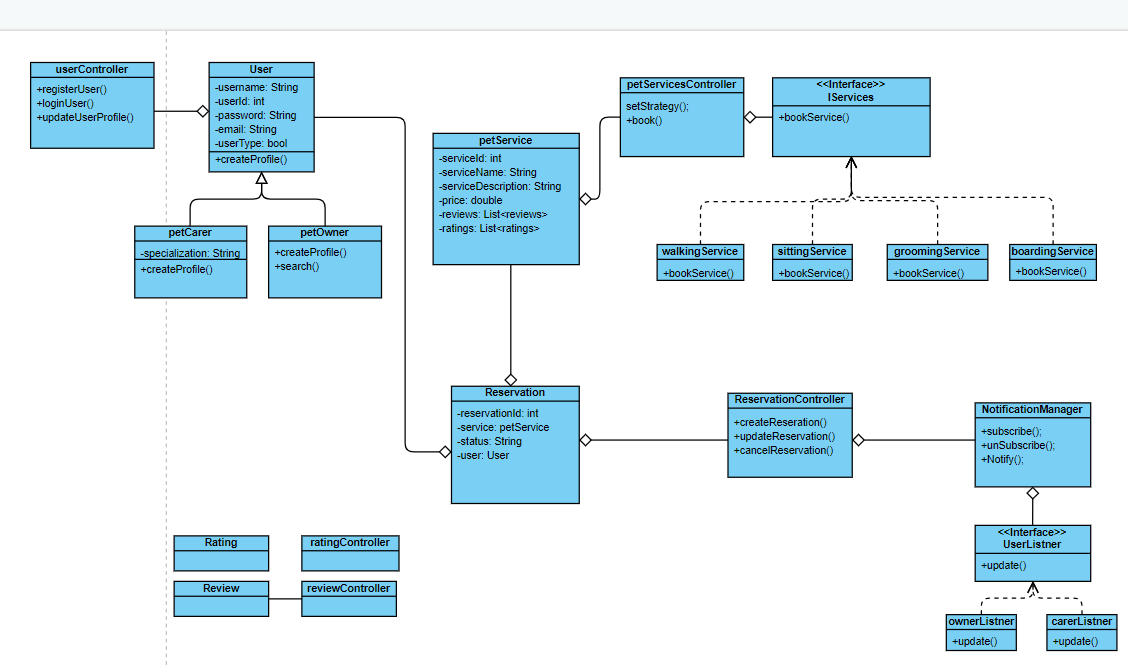 userController
+registerUser()
+loginUser()
+updateUserProfile()
User
-username: String
-userId: int
-password: String
-email: String
-userType: bool
+createProfile()
petCarer
-specialization: String
+createProfile()
petOwner
+createProfile()
+search()
petService
-serviceId: int
-serviceName: String
-serviceDescription: String
-price: double
-reviews: List<reviews>
-ratings: List<ratings>
petServicesController
setStrategy();
+book()
<<Interface>>
IServices
+bookService()
walkingService
+bookService()
sittingService
+bookService()
groomingService
+bookService()
boardingService
+bookService()
Reservation
-reservationId: int
-service: petService
-status: String
-user: User
ReservationController
+createReseration()
+updateReservation()
+cancelReservation()
NotificationManager
+subscribe();
+unSubscribe();
+Notify();
<<Interface>>
UserListner
+update()
ownerListner
+update()
carerListner
+update()
Rating
ratingController
Review
reviewController